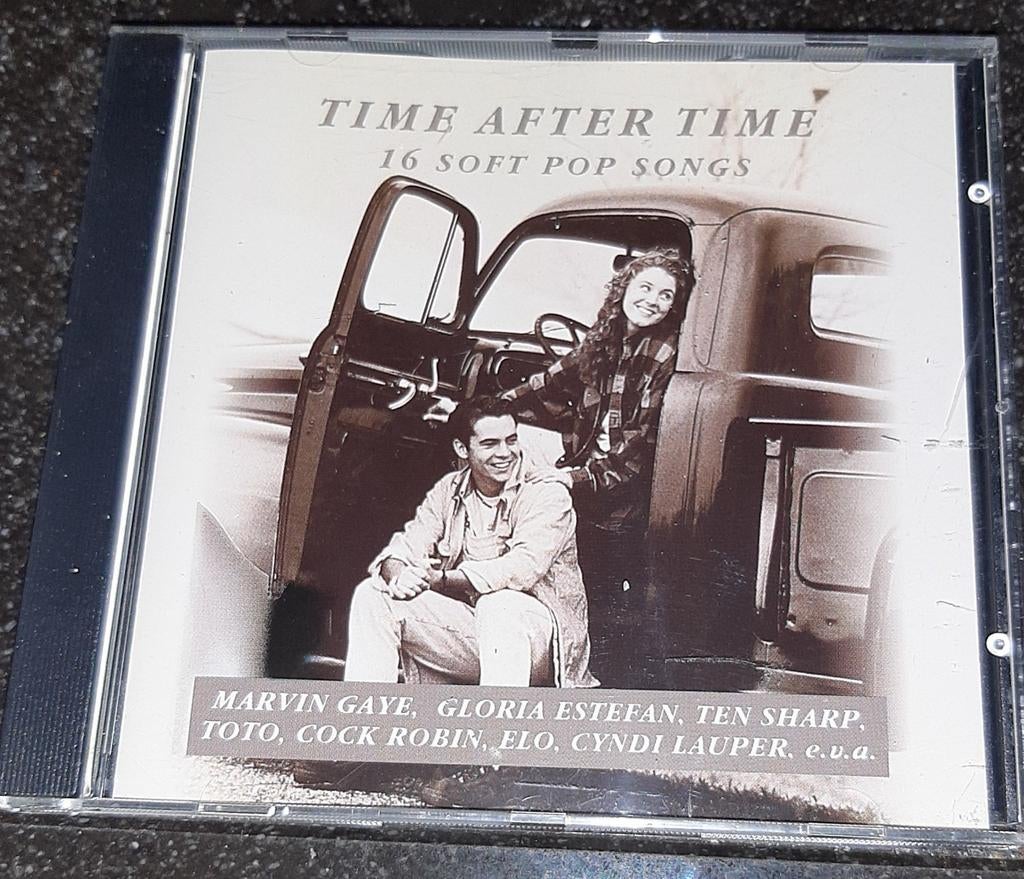 TIME AFTER TIME
16 SOFT POP SONGS
MARVIN GAYE, GLORIA ESTEFAN, TEN SHARP,
TOTO, COCK ROBIN, ELO, CYNDI LAUPER, e.v.a.